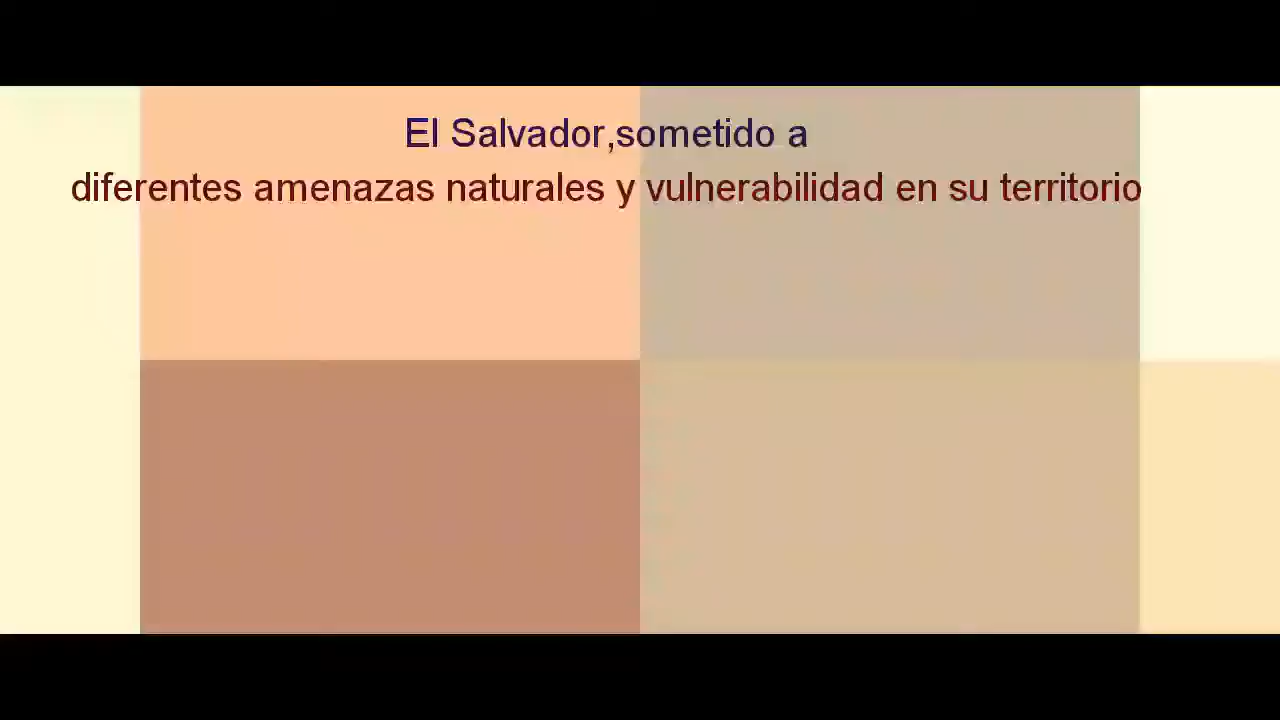 El Salvador,sometido a
diferentes amenazas naturales y vulnerabilidad en su territorio